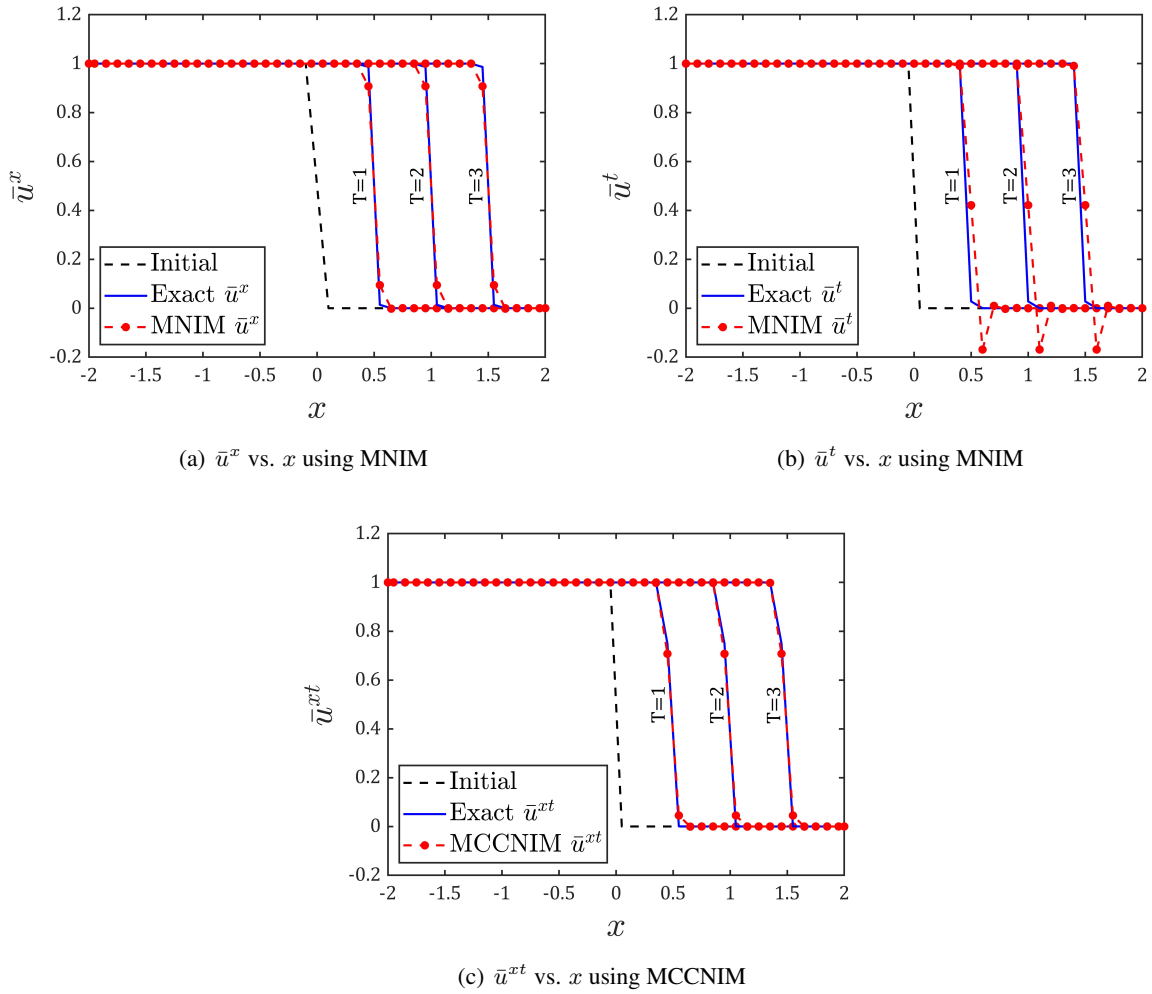 1.2
1
0.8
0.6
0.4
0.2
0
-0.2
-2 -1.5 -1 -0.5 0 0.5 1 1.5 2
ū^x
x
T=1
T=2
T=3
Initial
Exact ū^x
MNIM ū^x
(a) ū^x vs. x using MNIM
1.2
1
0.8
0.6
0.4
0.2
0
-0.2
-2 -1.5 -1 -0.5 0 0.5 1 1.5 2
ū^t
x
T=1
T=2
T=3
Initial
Exact ū^t
MNIM ū^t
(b) ū^t vs. x using MNIM
1.2
1
0.8
0.6
0.4
0.2
0
-0.2
-2 -1.5 -1 -0.5 0 0.5 1 1.5 2
ū^{xt}
x
T=1
T=2
T=3
Initial
Exact ū^{xt}
MCCNIM ū^{xt}
(c) ū^{xt} vs. x using MCCNIM